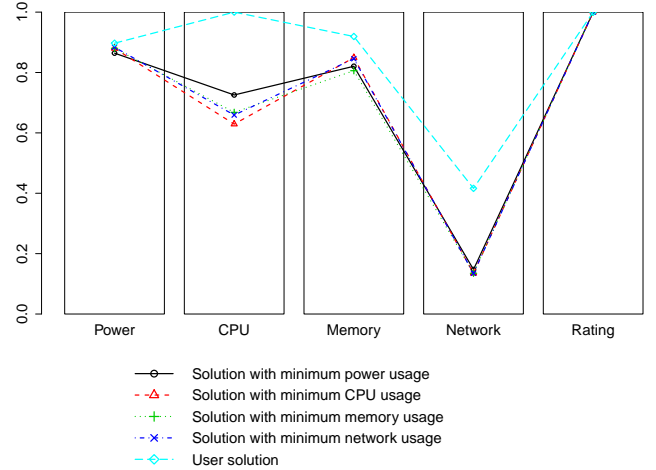 1.0
0.8
0.6
0.4
0.2
0.0
Power CPU Memory Network Rating
Solution with minimum power usage
Solution with minimum CPU usage
Solution with minimum memory usage
Solution with minimum network usage
User solution